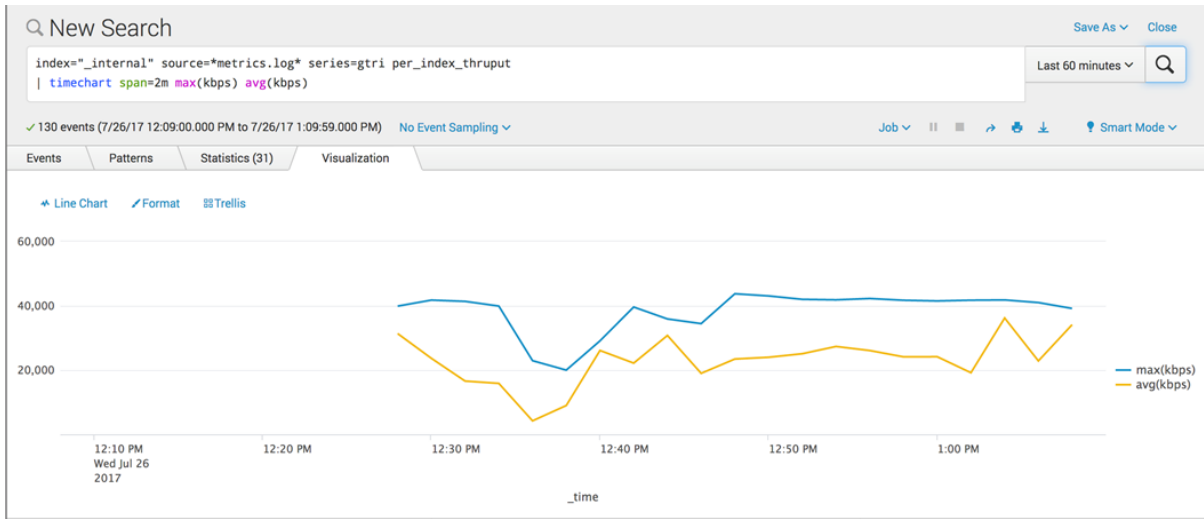 New Search
Save As Close
index="_internal" source=*metrics.log* series=gtri per_index_thruput
| timechart span=2m max(kbps) avg(kbps)
Last 60 minutes
130 events (7/26/17 12:09:00.000 PM to 7/26/17 1:09:59.000 PM) No Event Sampling
Job Smart Mode
Events Patterns Statistics (31) Visualization
Line Chart Format Trellis
60,000
40,000
20,000
max(kbps)
avg(kbps)
12:10 PM 12:20 PM 12:30 PM 12:40 PM 12:50 PM 1:00 PM
Wed Jul 26
2017
_time